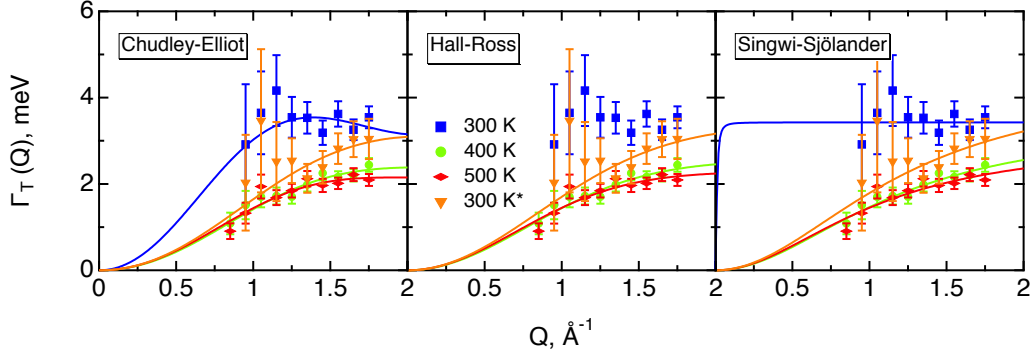 Chudley-Elliot
Hall-Ross
Singwi-Sjölander
Γ_T (Q), meV
6
4
2
0
300 K
400 K
500 K
300 K*
0 0.5 1 1.5 2 0.5 1 1.5 2 0.5 1 1.5 2
Q, Å⁻¹